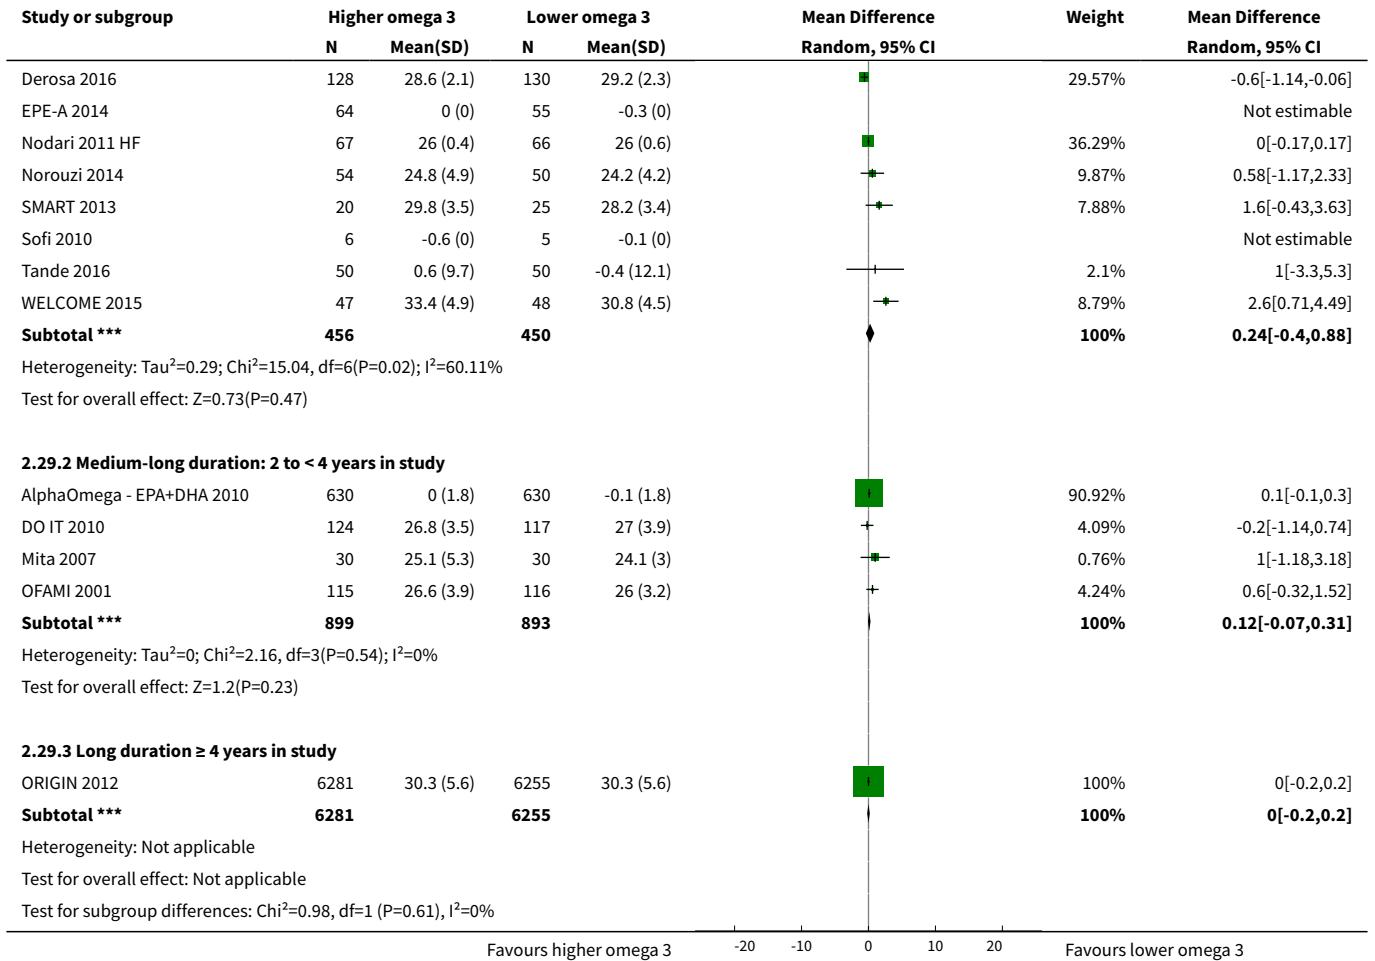 Study or subgroup Higher omega 3 Lower omega 3 Mean Difference Weight Mean Difference
N Mean(SD) N Mean(SD) Random, 95% CI Random, 95% CI
Derosa 2016 128 28.6 (2.1) 130 29.2 (2.3) 29.57% -0.6[-1.14,-0.06]
EPE-A 2014 64 0 (0) 55 -0.3 (0) Not estimable
Nodari 2011 HF 67 26 (0.4) 66 26 (0.6) 36.29% 0[-0.17,0.17]
Norouzi 2014 54 24.8 (4.9) 50 24.2 (4.2) 9.87% 0.58[-1.17,2.33]
SMART 2013 20 29.8 (3.5) 25 28.2 (3.4) 7.88% 1.6[-0.43,3.63]
Sofi 2010 6 -0.6 (0) 5 -0.1 (0) Not estimable
Tande 2016 50 0.6 (9.7) 50 -0.4 (12.1) 2.1% 1[-3.3,5.3]
WELCOME 2015 47 33.4 (4.9) 48 30.8 (4.5) 8.79% 2.6[0.71,4.49]
Subtotal *** 456 450 100% 0.24[-0.4,0.88]
Heterogeneity: Tau²=0.29; Chi²=15.04, df=6(P=0.02); I²=60.11%
Test for overall effect: Z=0.73(P=0.47)
2.29.2 Medium-long duration: 2 to < 4 years in study
AlphaOmega - EPA+DHA 2010 630 0 (1.8) 630 -0.1 (1.8) 90.92% 0.1[-0.1,0.3]
DO IT 2010 124 26.8 (3.5) 117 27 (3.9) 4.09% -0.2[-1.14,0.74]
Mita 2007 30 25.1 (5.3) 30 24.1 (3) 0.76% 1[-1.18,3.18]
OFAMI 2001 115 26.6 (3.9) 116 26 (3.2) 4.24% 0.6[-0.32,1.52]
Subtotal *** 899 893 100% 0.12[-0.07,0.31]
Heterogeneity: Tau²=0; Chi²=2.16, df=3(P=0.54); I²=0%
Test for overall effect: Z=1.2(P=0.23)
2.29.3 Long duration ≥ 4 years in study
ORIGIN 2012 6281 30.3 (5.6) 6255 30.3 (5.6) 100% 0[-0.2,0.2]
Subtotal *** 6281 6255 100% 0[-0.2,0.2]
Heterogeneity: Not applicable
Test for overall effect: Not applicable
Test for subgroup differences: Chi²=0.98, df=1 (P=0.61), I²=0%
Favours higher omega 3 -20 -10 0 10 20 Favours lower omega 3